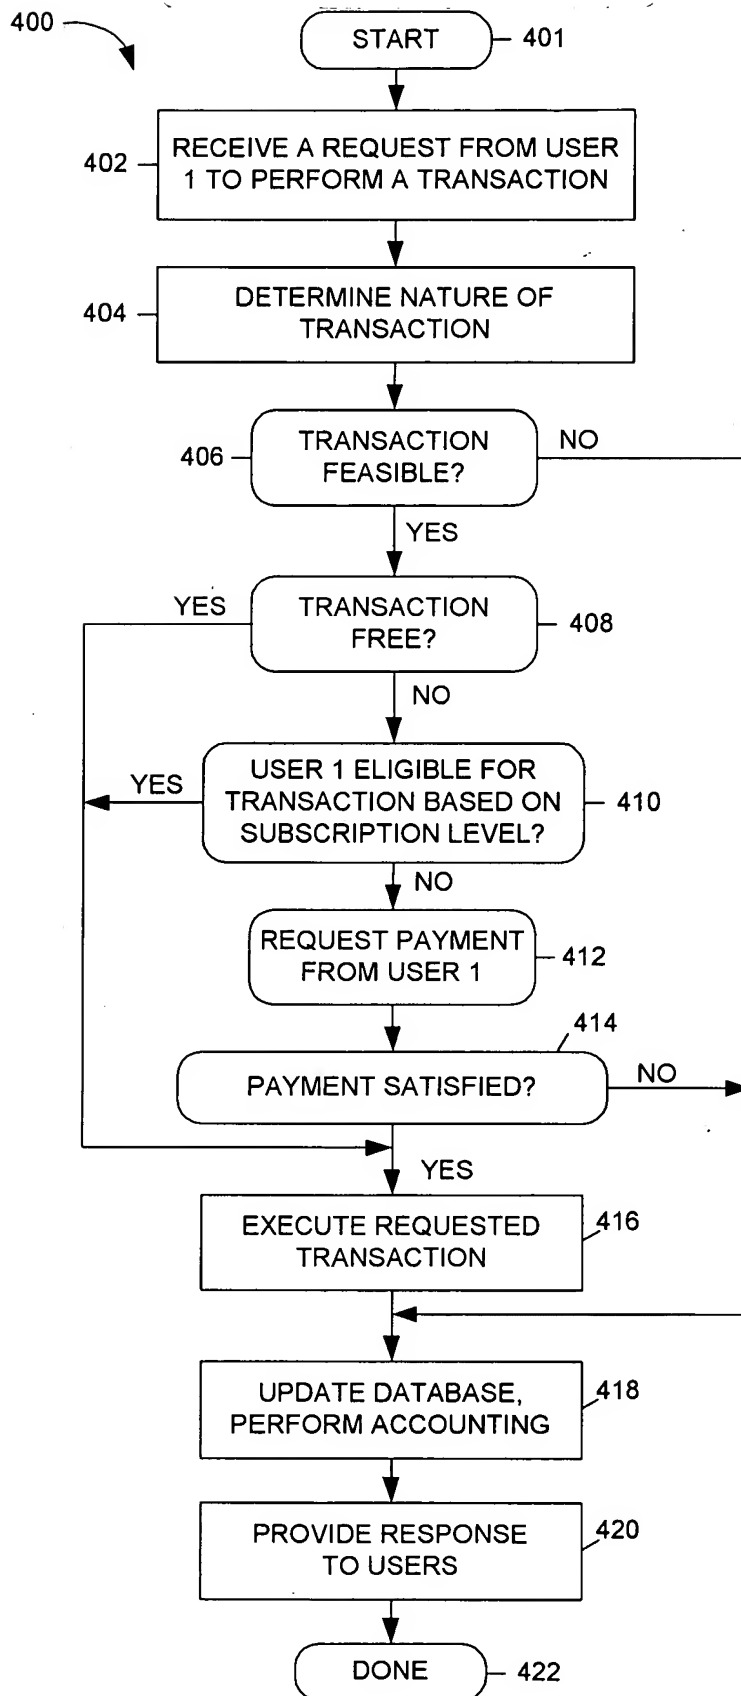 400
START
401
402
RECEIVE A REQUEST FROM USER
1 TO PERFORM A TRANSACTION
404
DETERMINE NATURE OF
TRANSACTION
406
TRANSACTION
FEASIBLE?
NO
YES
YES
TRANSACTION
FREE?
408
NO
YES
USER 1 ELIGIBLE FOR
TRANSACTION BASED ON
SUBSCRIPTION LEVEL?
410
NO
REQUEST PAYMENT
FROM USER 1
412
414
PAYMENT SATISFIED?
NO
YES
EXECUTE REQUESTED
TRANSACTION
416
UPDATE DATABASE,
PERFORM ACCOUNTING
418
PROVIDE RESPONSE
TO USERS
420
DONE
422